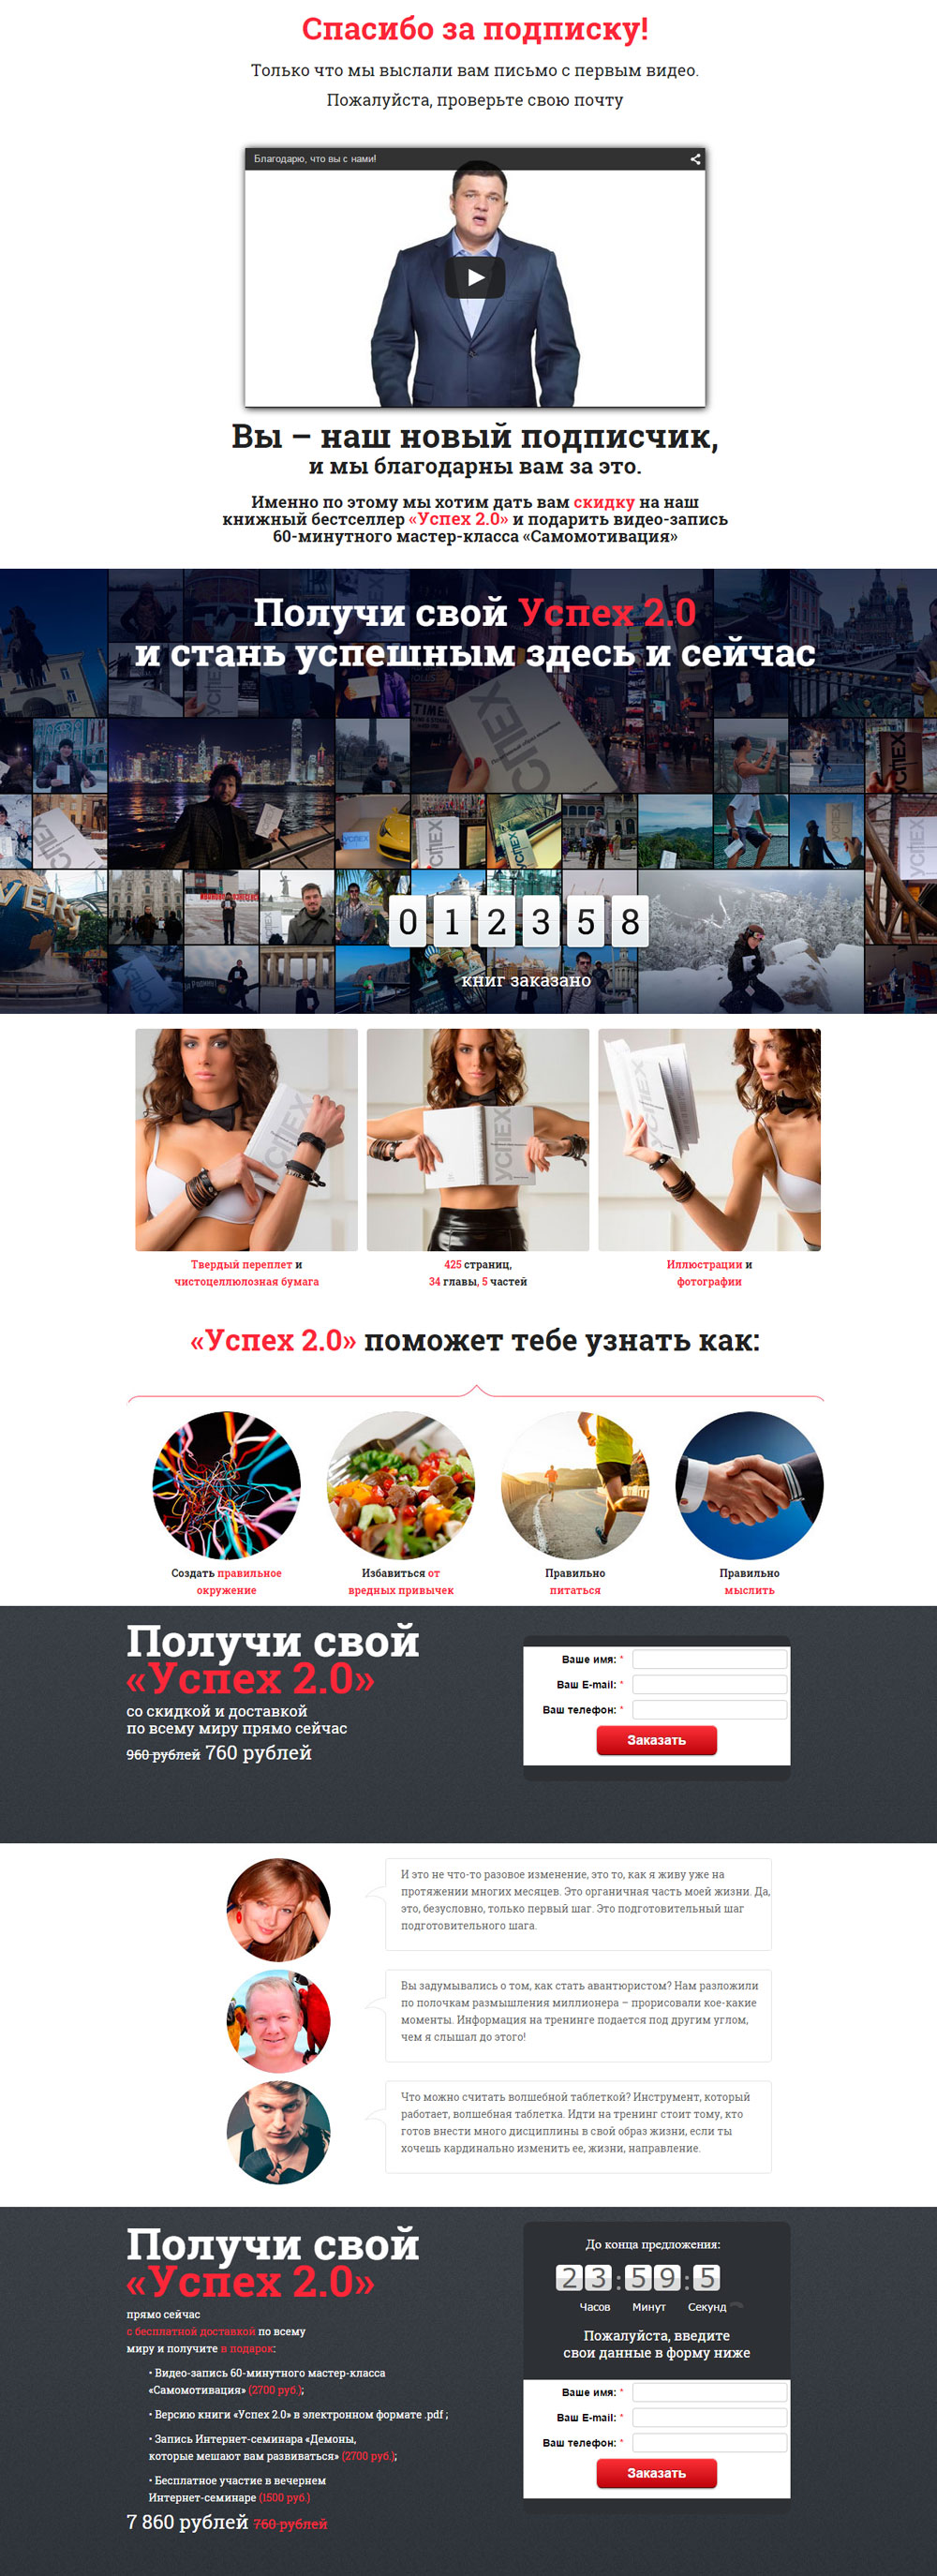 Спасибо за подписку!
Только что мы выслали вам письмо с первым видео.
Пожалуйста, проверьте свою почту
Благодарю, что вы с нами!
Вы – наш новый подписчик,
и мы благодарны вам за это.
Именно по этому мы хотим дать вам скидку на наш
книжный бестселлер «Успех 2.0» и подарить видео-запись
60-минутного мастер-класса «Самомотивация»
Получи свой Успех 2.0
и стань успешным здесь и сейчас
012358
книг заказано
Твердый переплет и
чистоцеллюлозная бумага
425 страниц,
34 главы, 5 частей
Иллюстрации и
фотографии
«Успех 2.0» поможет тебе узнать как:
Создать правильное
окружение
Избавиться от
вредных привычек
Правильно
питаться
Правильно
мыслить
Получи свой
«Успех 2.0»
со скидкой и доставкой
по всему миру прямо сейчас
960 рублей 760 рублей
Ваше имя: *
Ваш E-mail: *
Ваш телефон: *
Заказать
И это не что-то разовое изменение, это то, как я живу уже на
протяжении многих месяцев. Это органичная часть моей жизни. Да,
это, безусловно, только первый шаг. Это подготовительный шаг
подготовительного шага.
Вы задумывались о том, как стать авантюристом? Нам разложили
по полочкам размышления миллионера – прорисовали кое-какие
моменты. Информация на тренинге подается под другим углом,
чем я слышал до этого!
Что можно считать волшебной таблеткой? Инструмент, который
работает, волшебная таблетка. Идти на тренинг стоит тому, кто
готов внести много дисциплины в свой образ жизни, если ты
хочешь кардинально изменить ее, жизни, направление.
Получи свой
«Успех 2.0»
прямо сейчас
с бесплатной доставкой по всему
миру и получите в подарок:
• Видео-запись 60-минутного мастер-класса
«Самомотивация» (2700 руб.);
• Версию книги «Успех 2.0» в электронном формате .pdf ;
• Запись Интернет-семинара «Демоны,
которые мешают вам развиваться» (2700 руб.);
• Бесплатное участие в вечернем
Интернет-семинаре (1500 руб.)
7 860 рублей 760 рублей
До конца предложения:
23:59:5
Часов Минут Секунд
Пожалуйста, введите
свои данные в форму ниже
Ваше имя: *
Ваш E-mail: *
Ваш телефон: *
Заказать